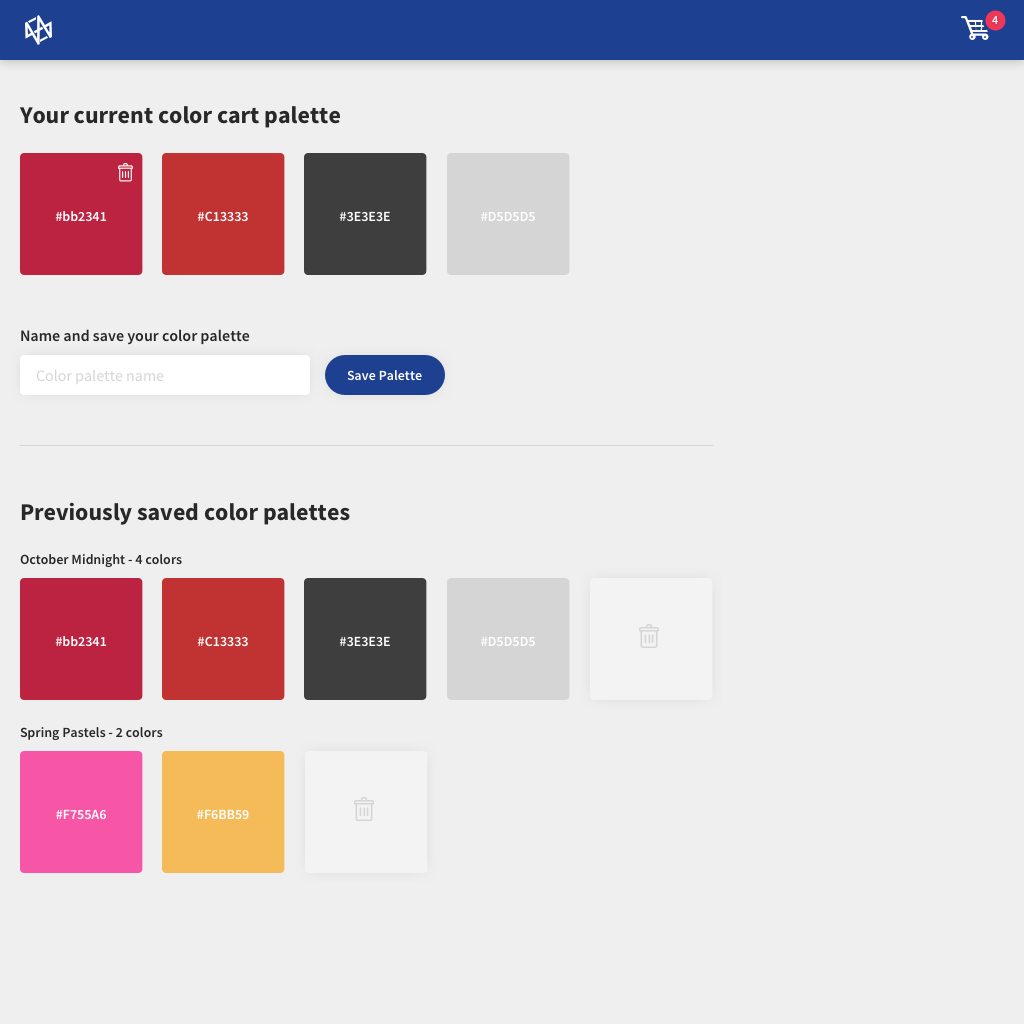 4
Your current color cart palette
#bb2341 #C13333 #3E3E3E #D5D5D5
Name and save your color palette
Color palette name Save Palette
Previously saved color palettes
October Midnight - 4 colors
#bb2341 #C13333 #3E3E3E #D5D5D5
Spring Pastels - 2 colors
#F755A6 #F6BB59